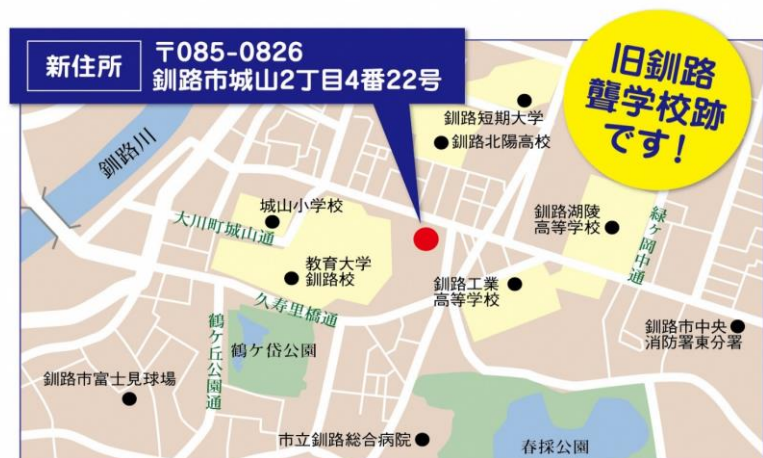 新住所
〒085-0826
釧路市城山2丁目4番22号
旧釧路
聾学校跡
です!
釧路川
釧路短期大学
釧路北陽高校
城山小学校
大川町城山通
釧路湖陵
高等学校
緑ヶ岡中通
教育大学
釧路校
釧路工業
高等学校
久寿里橋通
鶴ケ丘公園通
鶴ケ岱公園
釧路市中央
消防署東分署
釧路市富士見球場
市立釧路総合病院
春採公園